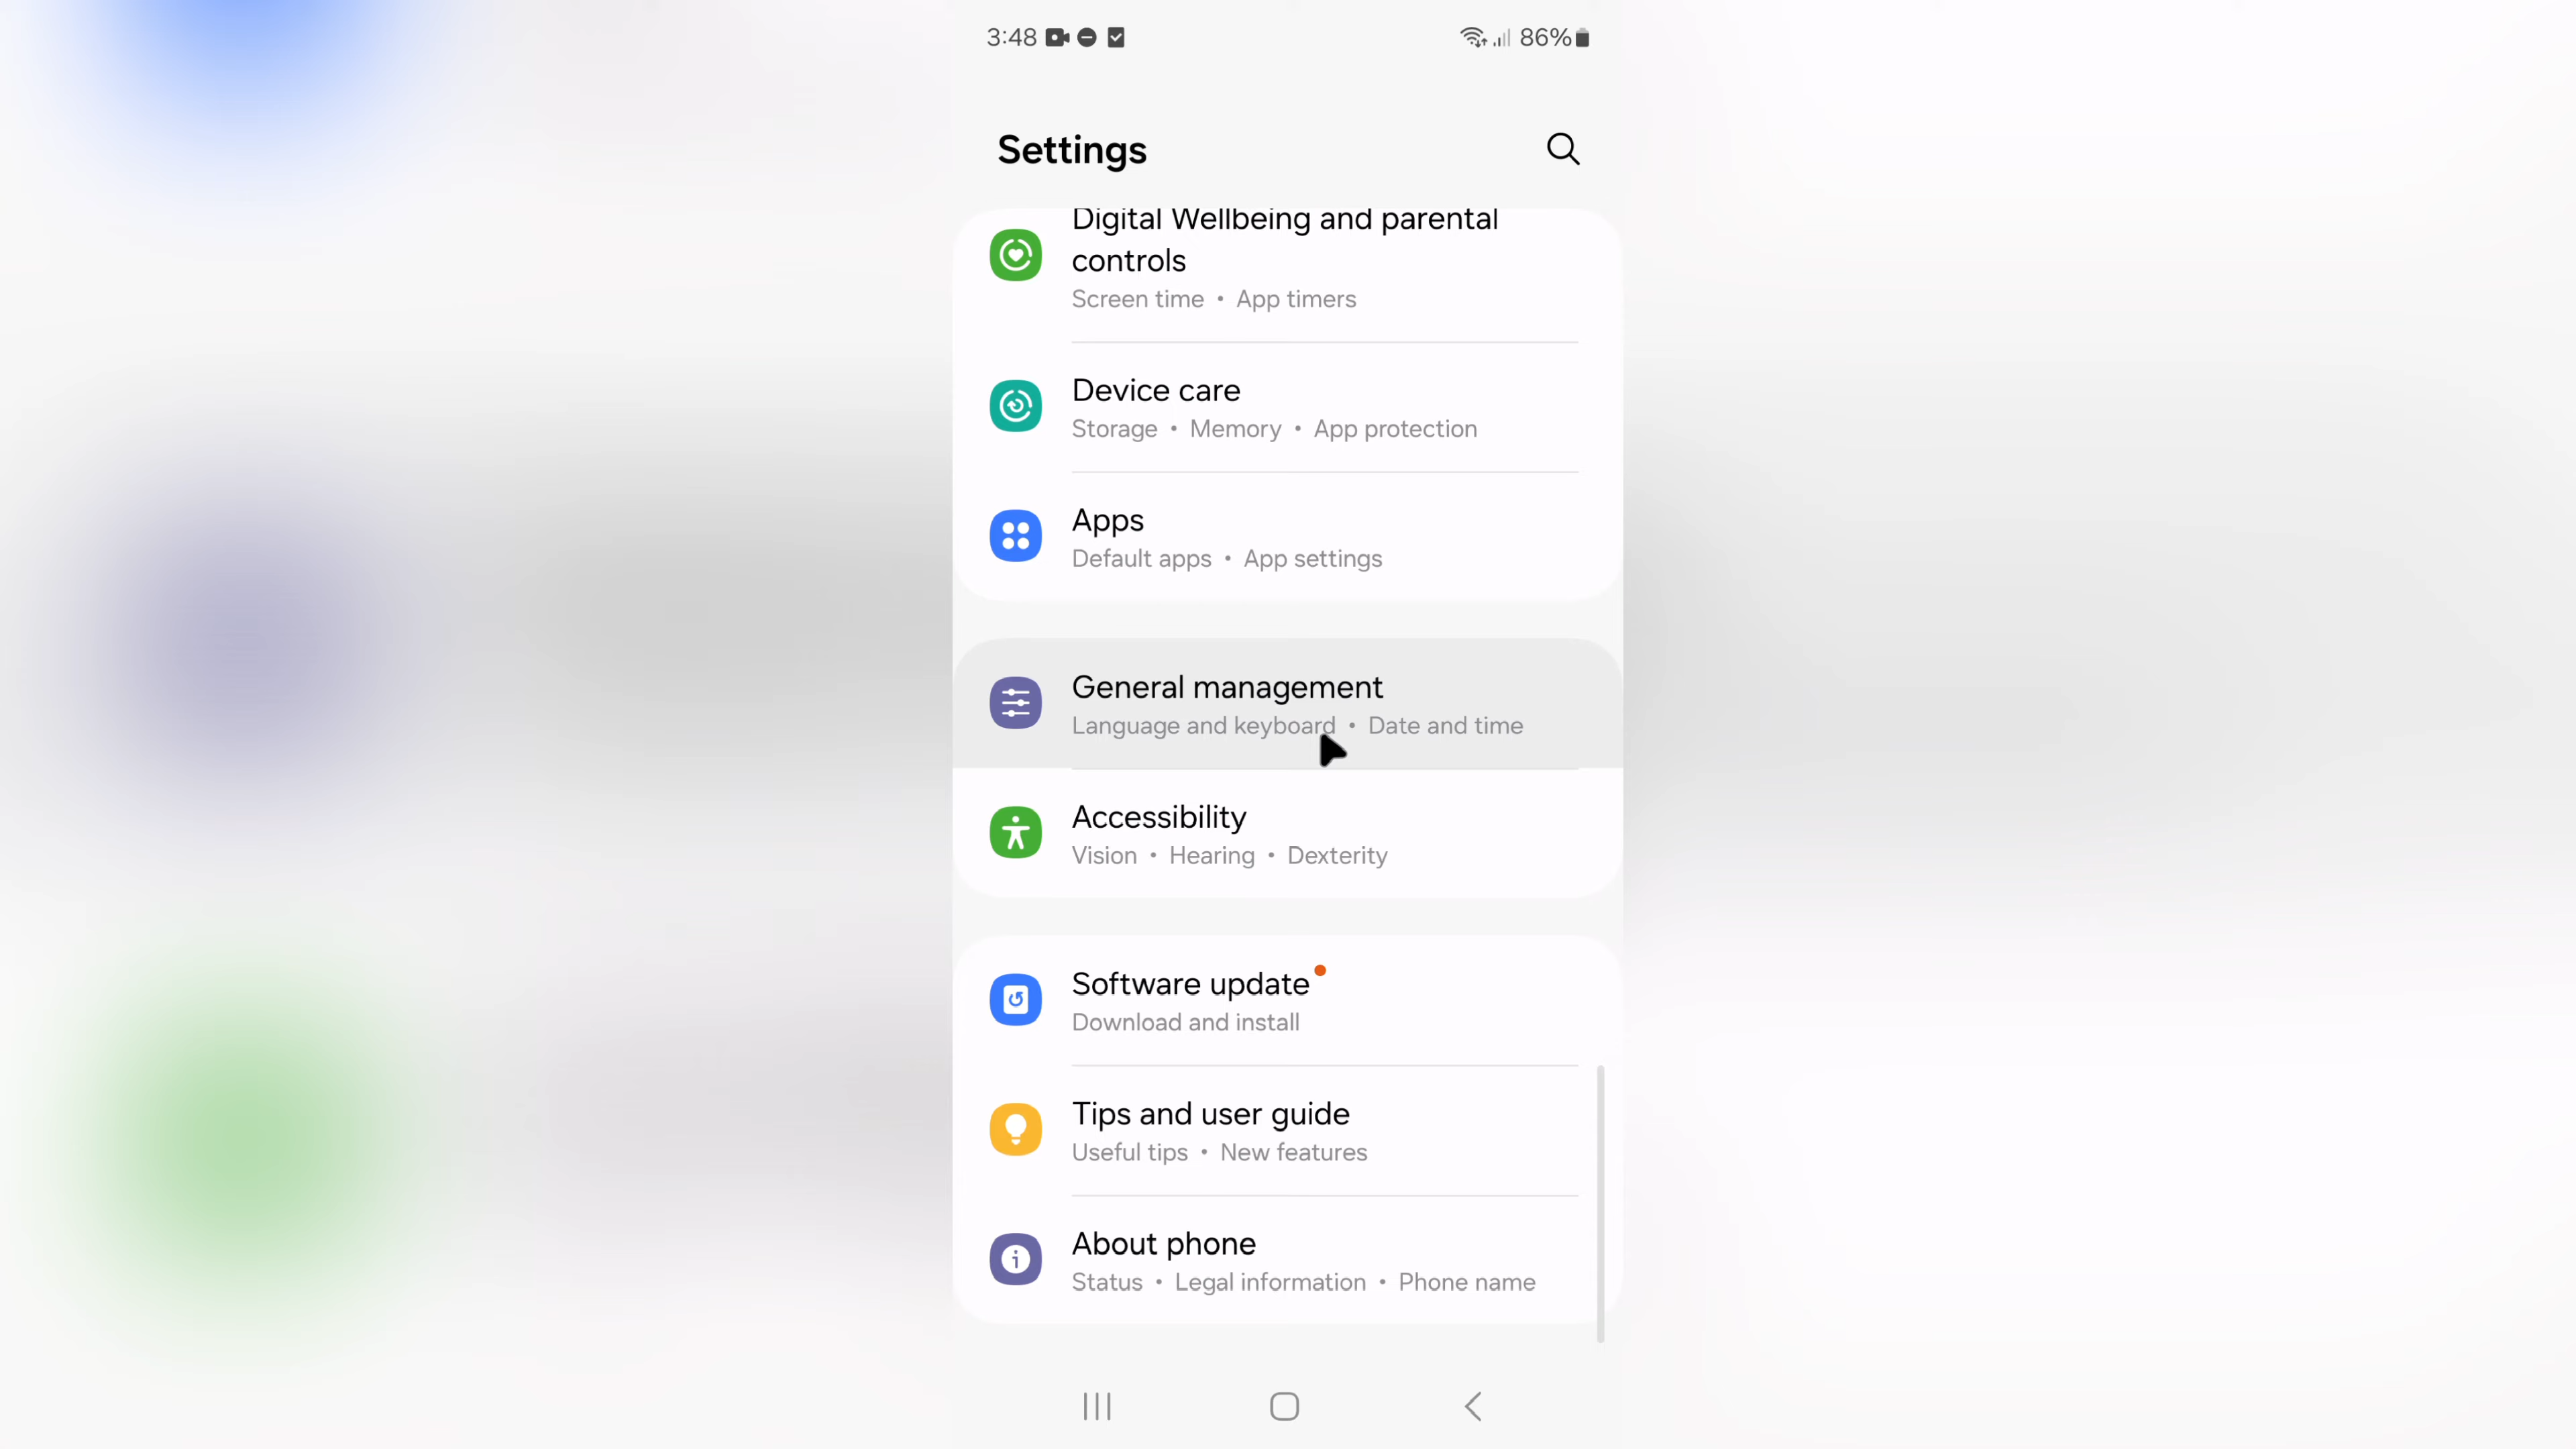 3:48
86%
Settings
Digital Wellbeing and parental
controls
Screen time • App timers
Device care
Storage • Memory • App protection
Apps
Default apps • App settings
General management
Language and keyboard • Date and time
Accessibility
Vision • Hearing • Dexterity
Software update
Download and install
Tips and user guide
Useful tips • New features
About phone
Status • Legal information • Phone name